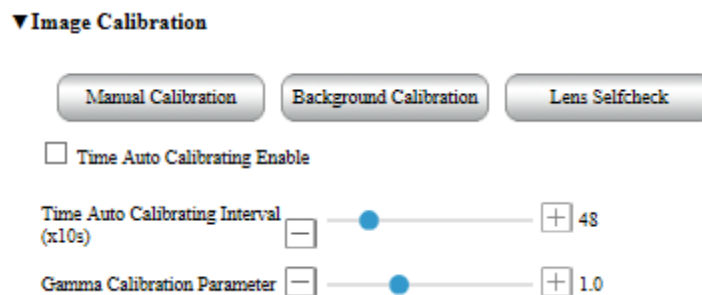 ▼Image Calibration
Manual Calibration Background Calibration Lens Selfcheck
Time Auto Calibrating Enable
Time Auto Calibrating Interval
(x10s) 48
Gamma Calibration Parameter 1.0